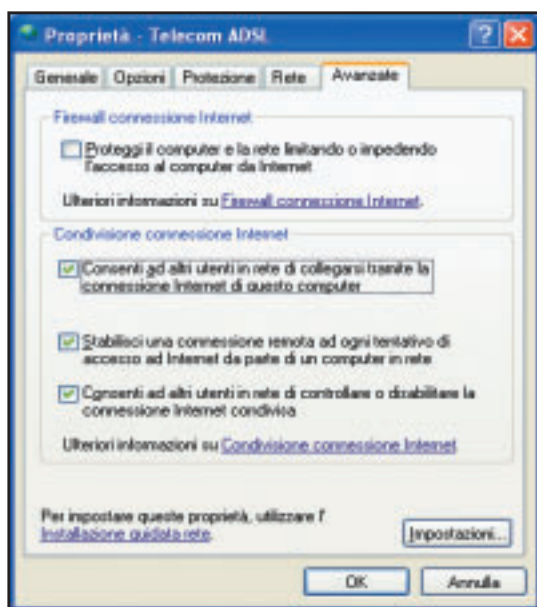 Proprietà - Telecom ADSL
Generale Opzioni Protezione Rete Avanzate
Firewall connessione Internet
Proteggi il computer e la rete limitando o impedendo
l'accesso al computer da Internet
Ulteriori informazioni su Firewall connessione Internet.
Condivisione connessione Internet
Consenti ad altri utenti in rete di collegarsi tramite la
connessione Internet di questo computer
Stabilisci una connessione remota ad ogni tentativo di
accesso ad Internet da parte di un computer in rete
Consenti ad altri utenti in rete di controllare o disabilitare la
connessione Internet condivisa
Ulteriori informazioni su Condivisione connessione Internet
Per impostare queste proprietà, utilizzare l'
Installazione guidata rete.
Impostazioni...
OK Annulla